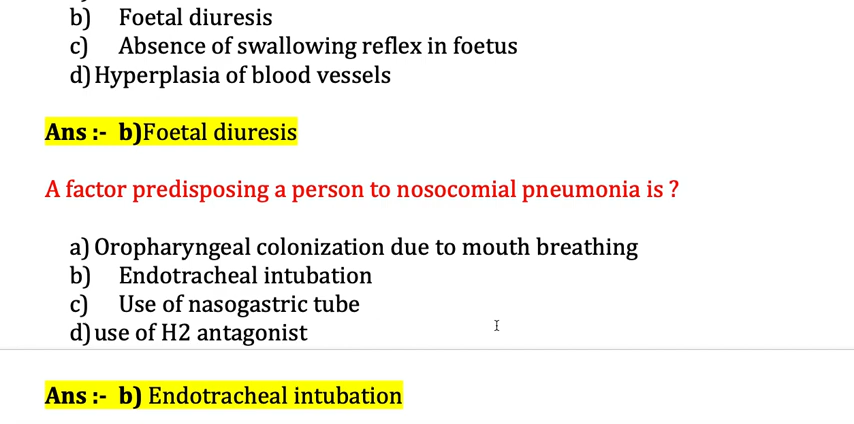 b) Foetal diuresis
c) Absence of swallowing reflex in foetus
d) Hyperplasia of blood vessels
Ans :- b)Foetal diuresis
A factor predisposing a person to nosocomial pneumonia is ?
a) Oropharyngeal colonization due to mouth breathing
b) Endotracheal intubation
c) Use of nasogastric tube
d) use of H2 antagonist
Ans :- b) Endotracheal intubation